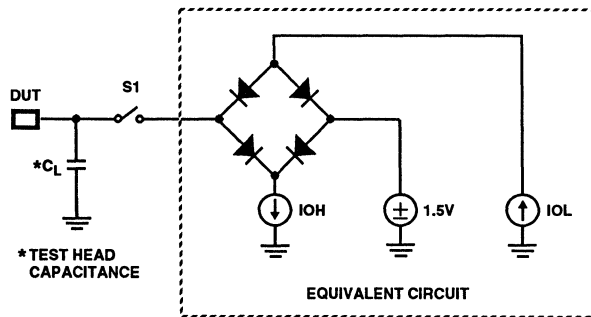 S1
DUT
*CL
IOH
± 1.5V
IOL
*TEST HEAD
CAPACITANCE
EQUIVALENT CIRCUIT